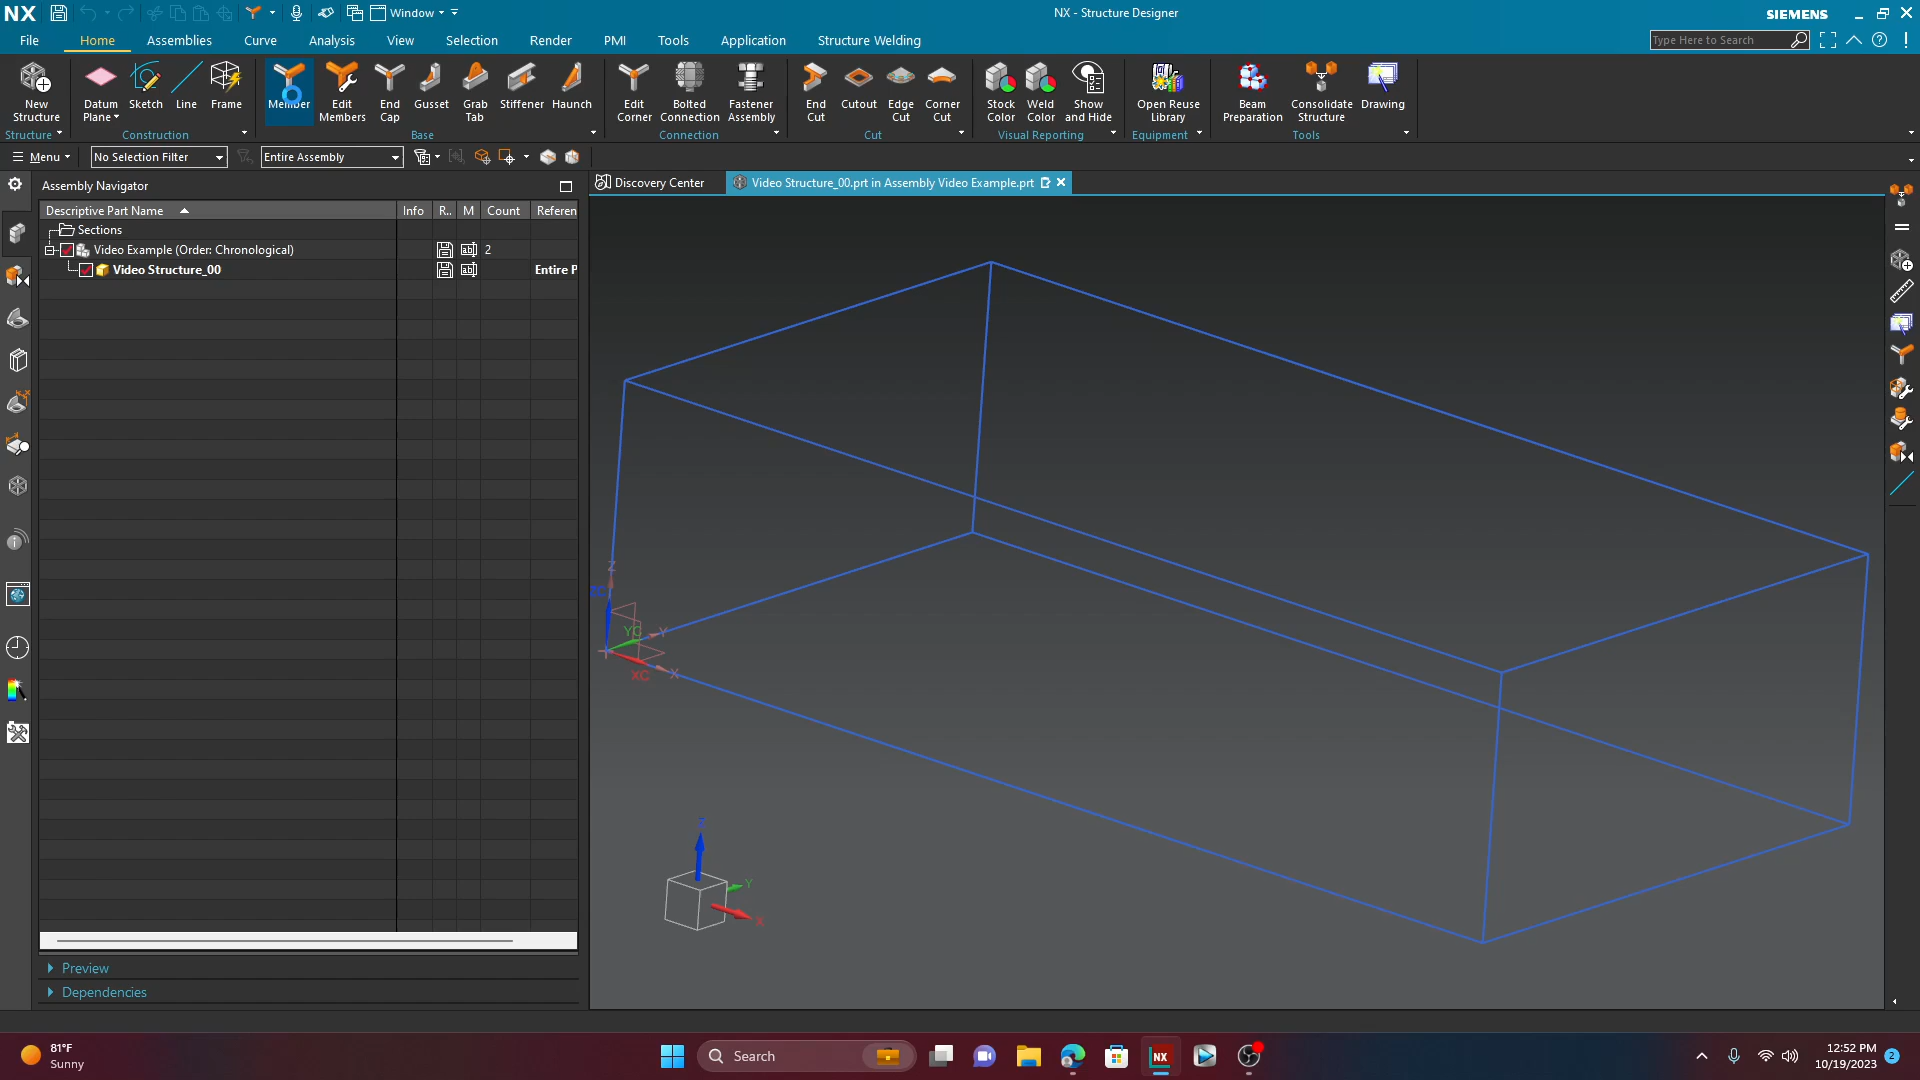 NX
Window
NX - Structure Designer
SIEMENS
File
Home
Assemblies
Curve
Analysis
View
Selection
Render
PMI
Tools
Application
Structure Welding
Type Here to Search
New
Structure
Datum
Plane
Sketch
Line
Frame
Member
Edit
Members
End
Cap
Gusset
Grab
Tab
Stiffener
Haunch
Edit
Corner
Bolted
Connection
Fastener
Assembly
End
Cut
Cutout
Edge
Cut
Corner
Cut
Stock
Color
Weld
Color
Show
and Hide
Open Reuse
Library
Beam
Preparation
Consolidate
Structure
Drawing
Structure
Construction
Base
Connection
Cut
Visual Reporting
Equipment
Tools
Menu
No Selection Filter
Entire Assembly
Assembly Navigator
Discovery Center
Video Structure_00.prt in Assembly Video Example.prt
Descriptive Part Name
Info
R..
M
Count
Referen
Sections
Video Example (Order: Chronological)
2
Video Structure_00
Entire P
Z
YC
Y
XC
X
Z
Y
X
Preview
Dependencies
81°F
Sunny
Search
NX
12:52 PM
10/19/2023
2